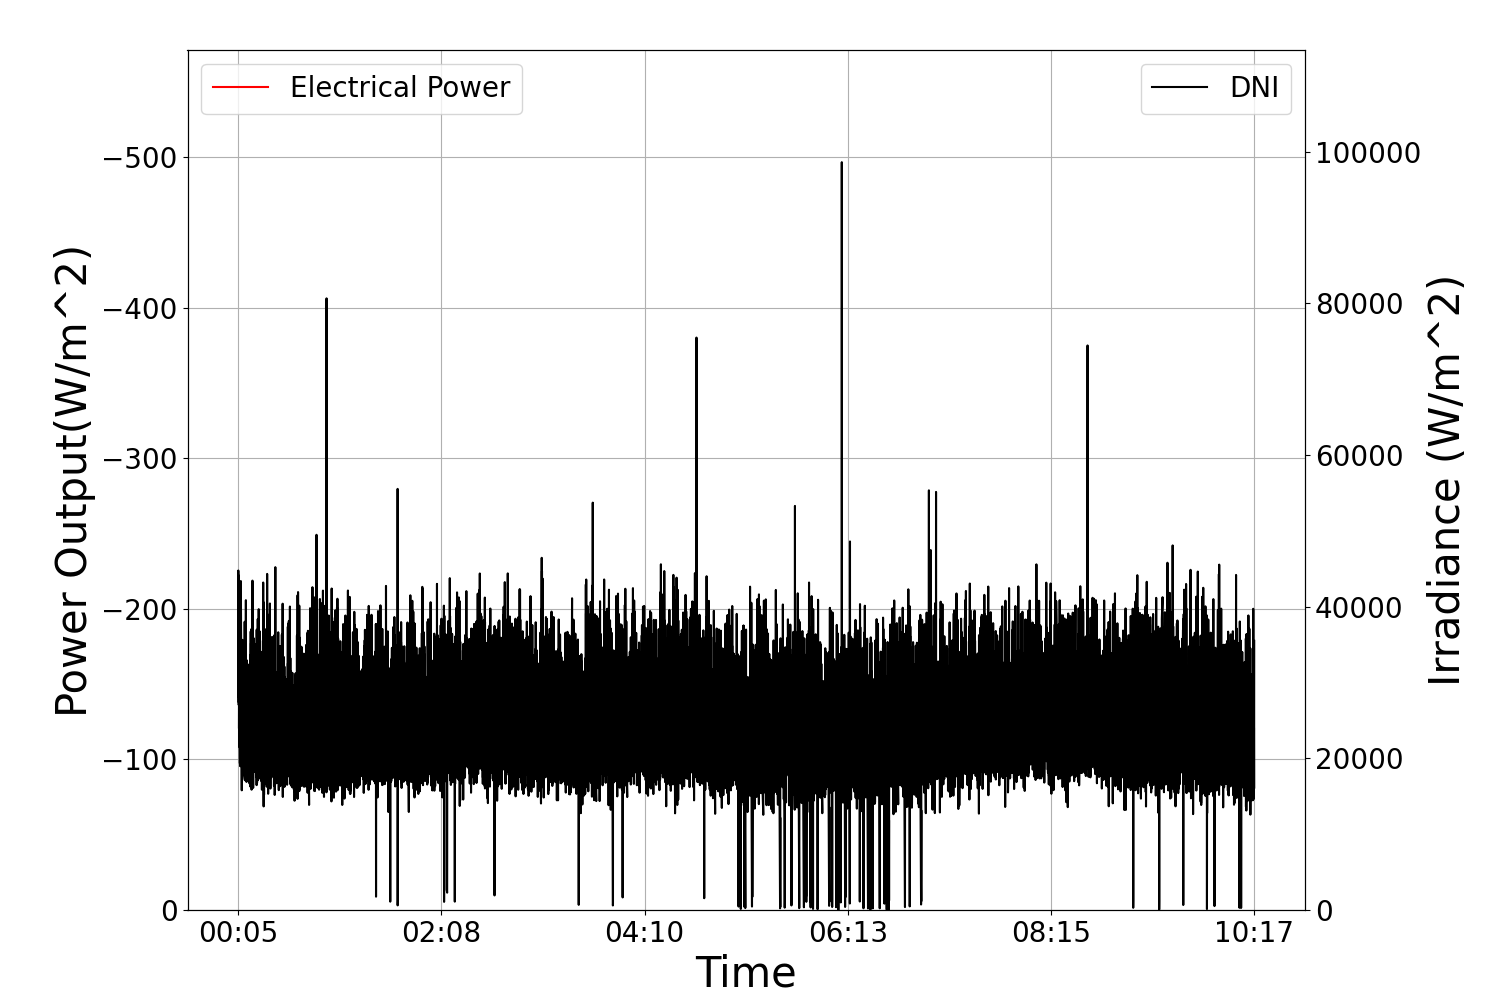 Electrical Power
DNI
Power Output(W/m^2)
−500
−400
−300
−200
−100
0
100000
80000
60000
40000
20000
0
Irradiance (W/m^2)
00:05 02:08 04:10 06:13 08:15 10:17
Time